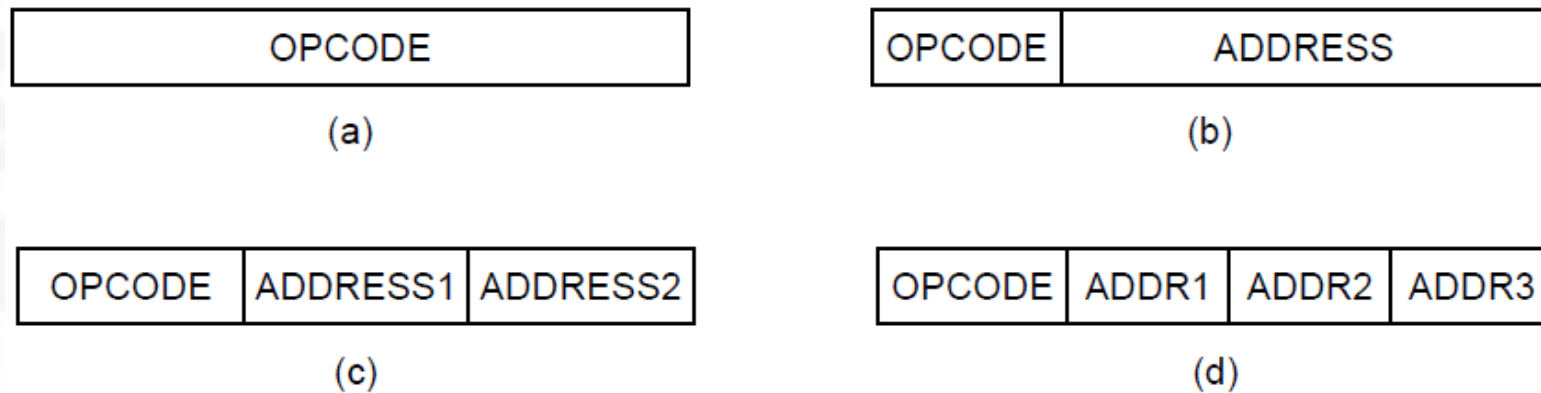 OPCODE
OPCODE ADDRESS
(a)
(b)
OPCODE ADDRESS1 ADDRESS2
OPCODE ADDR1 ADDR2 ADDR3
(c)
(d)